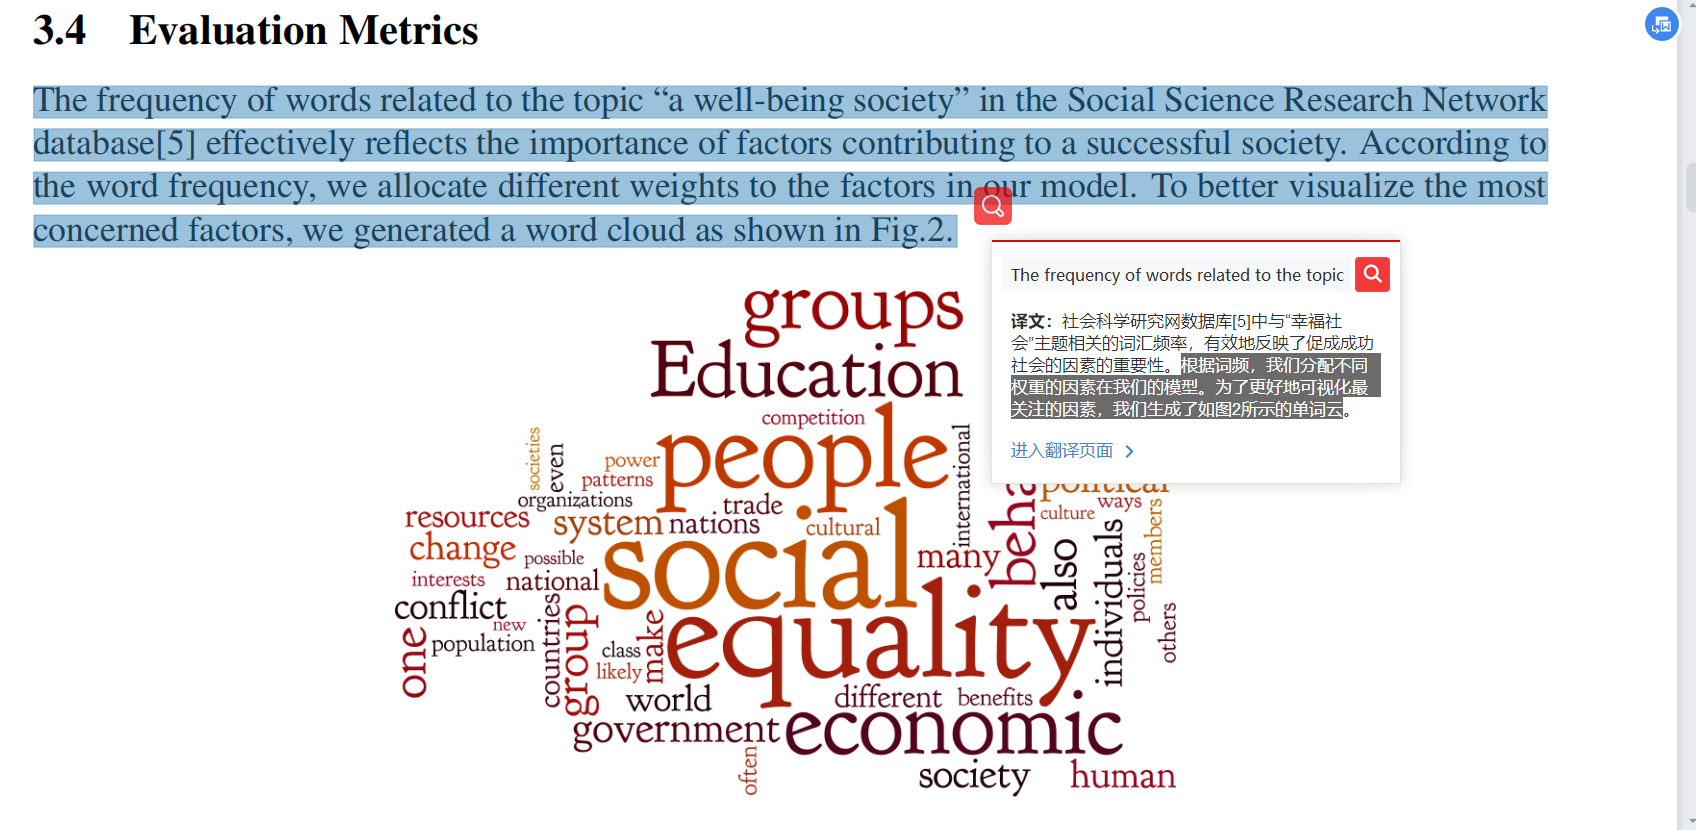 3.4 Evaluation Metrics
The frequency of words related to the topic “a well-being society” in the Social Science Research Network
database[5] effectively reflects the importance of factors contributing to a successful society. According to
the word frequency, we allocate different weights to the factors in our model. To better visualize the most
concerned factors, we generated a word cloud as shown in Fig.2.
The frequency of words related to the topic
译文：社会科学研究网数据库[5]中与“幸福社
会”主题相关的词汇频率，有效地反映了促成成功
社会的因素的重要性。根据词频，我们分配不同
权重的因素在我们的模型。为了更好地可视化最
关注的因素，我们生成了如图2所示的单词云。
进入翻译页面
groups
Education
competition
people
international
societies
even
power
patterns
organizations
trade
resources
system
nations
cultural
political
ways
culture
members
beha
change
possible
social
many
also
individuals
policies
interests
national
conflict
new
countries
group
make
equality
others
one
population
class
likely
world
different
benefits
government
economic
often
society
human